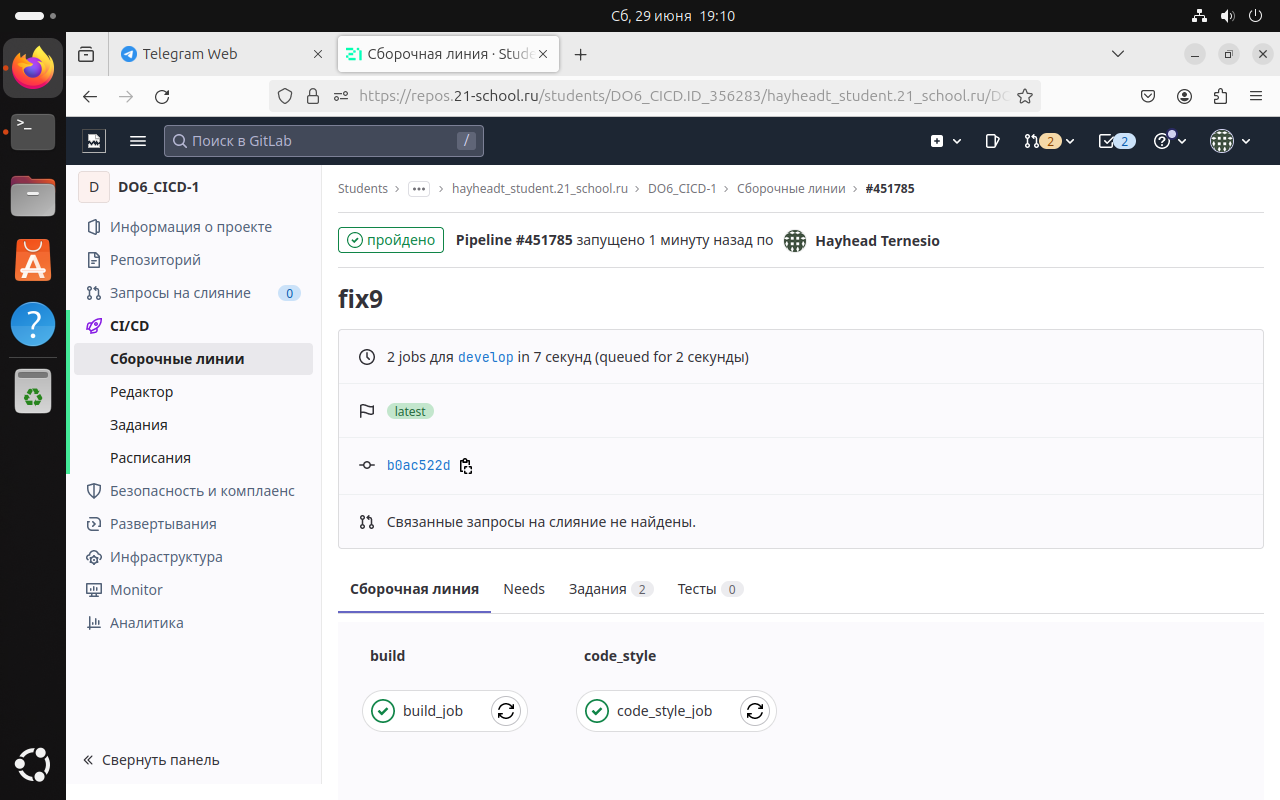 Сб, 29 июня 19:10
Telegram Web
Сборочная линия · Stude
https://repos.21-school.ru/students/DO6_CICD.ID_356283/hayheadt_student.21_school.ru/DO
Поиск в GitLab /
2 2
D DO6_CICD-1
Информация о проекте
Репозиторий
Запросы на слияние 0
CI/CD
Сборочные линии
Редактор
Задания
Расписания
Безопасность и комплаенс
Развертывания
Инфраструктура
Monitor
Аналитика
Свернуть панель
Students › ••• › hayheadt_student.21_school.ru › DO6_CICD-1 › Сборочные линии › #451785
пройдено Pipeline #451785 запущено 1 минуту назад по Hayhead Ternesio
fix9
2 jobs для develop in 7 секунд (queued for 2 секунды)
latest
b0ac522d
Связанные запросы на слияние не найдены.
Сборочная линия Needs Задания 2 Тесты 0
build code_style
build_job code_style_job